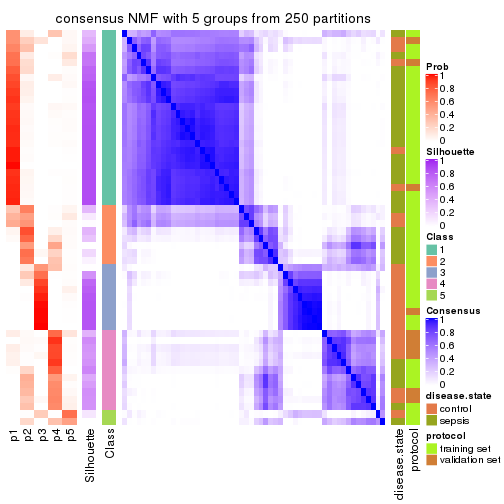 consensus NMF with 5 groups from 250 partitions
Prob
1
0.8
0.6
0.4
0.2
0
Silhouette
1
0.8
0.6
0.4
0.2
0
Class
1
2
3
4
5
Consensus
1
0.8
0.6
0.4
0.2
0
disease.state
control
sepsis
protocol
training set
validation set
p1
p2
p3
p4
p5
Silhouette
Class
disease.state
protocol